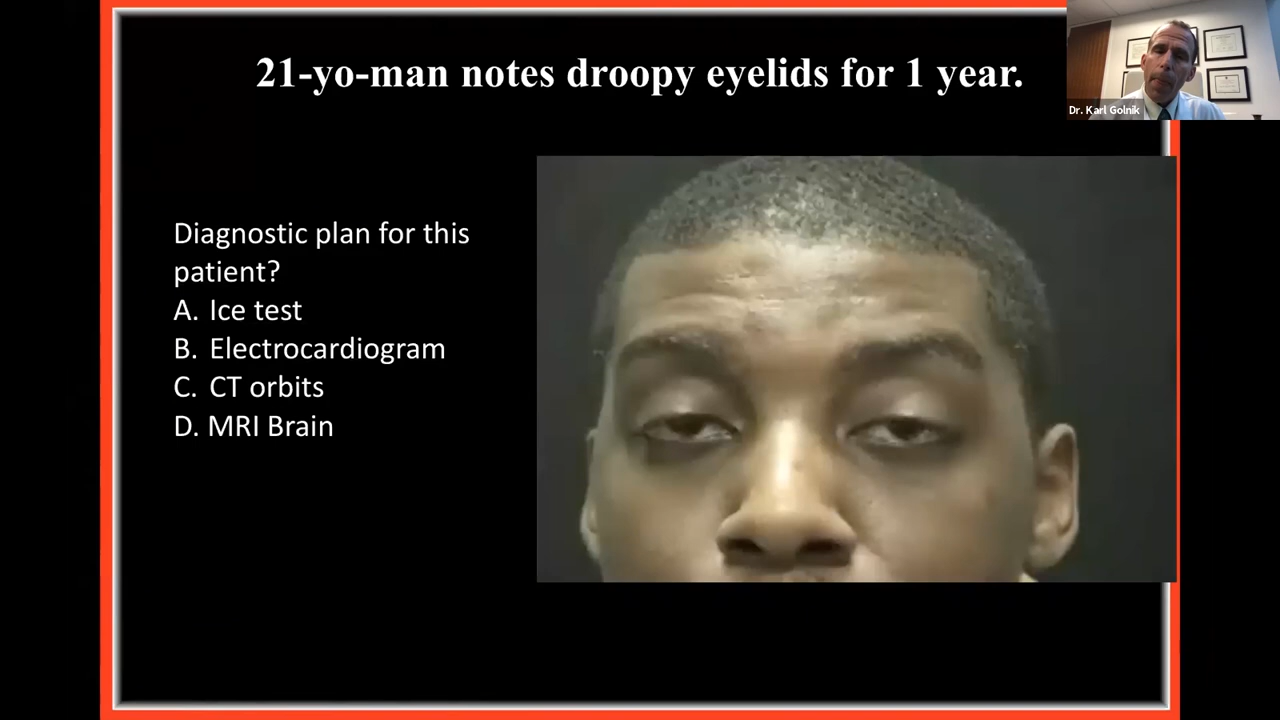 21-yo-man notes droopy eyelids for 1 year.
Dr. Karl Golnik
Diagnostic plan for this
patient?
A. Ice test
B. Electrocardiogram
C. CT orbits
D. MRI Brain